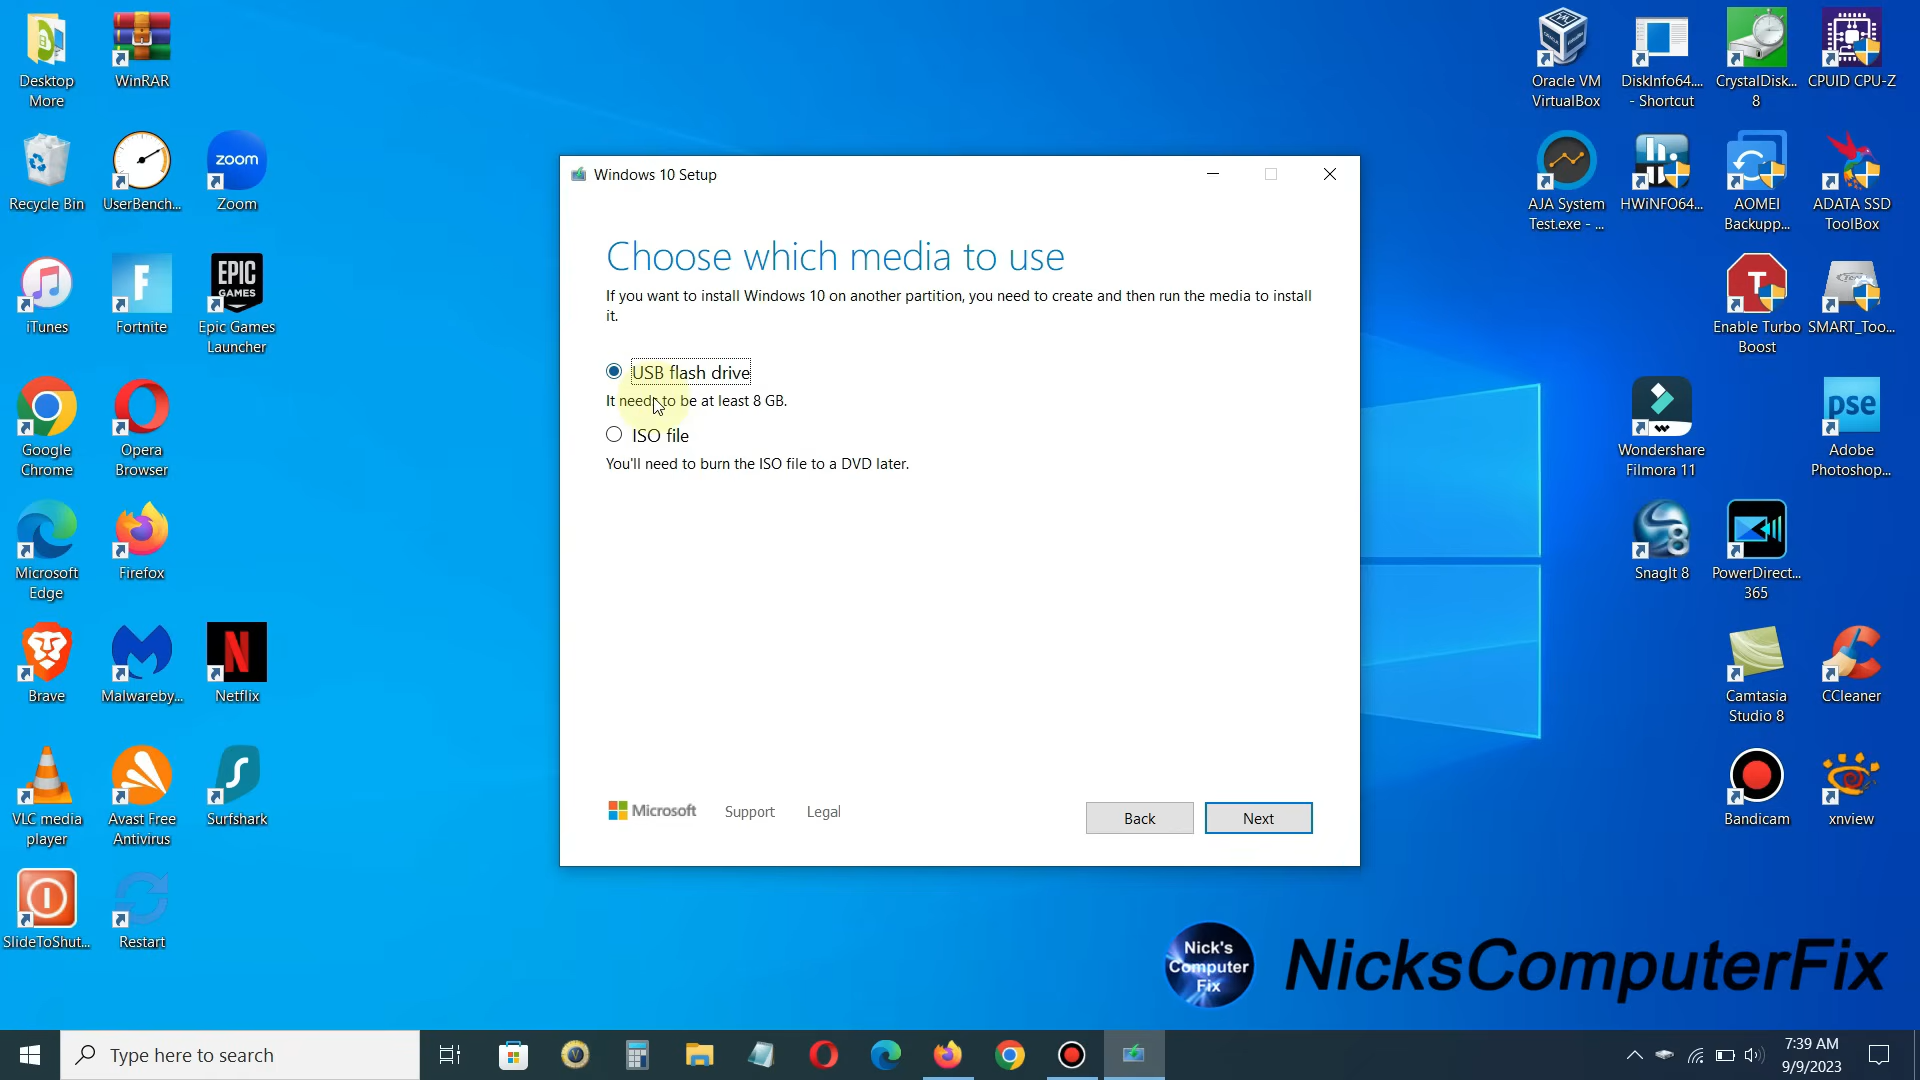 Desktop
More
WinRAR
Recycle Bin
UserBench...
zoom
Zoom
iTunes
Fortnite
EPIC
GAMES
Epic Games
Launcher
Google
Chrome
Opera
Browser
Microsoft
Edge
Firefox
Brave
Malwareby...
Netflix
VLC media
player
Avast Free
Antivirus
Surfshark
SlideToShut...
Restart
Windows 10 Setup
Choose which media to use
If you want to install Windows 10 on another partition, you need to create and then run the media to install
it.
USB flash drive
It needs to be at least 8 GB.
ISO file
You'll need to burn the ISO file to a DVD later.
Microsoft
Support
Legal
Back
Next
Oracle VM
VirtualBox
DiskInfo64....
- Shortcut
CrystalDisk...
8
CPUID CPU-Z
AJA System
Test.exe - ...
HWiNFO64...
AOMEI
Backupp...
ADATA SSD
ToolBox
Enable Turbo
Boost
SMART_Too...
Wondershare
Filmora 11
pse
Adobe
Photoshop...
SnagIt 8
PowerDirect...
365
Camtasia
Studio 8
CCleaner
Bandicam
xnview
Nick's
Computer
Fix
NicksComputerFix
Type here to search
7:39 AM
9/9/2023